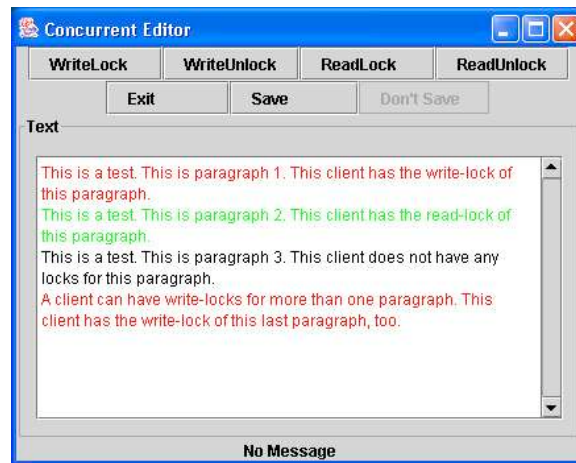 Concurrent Editor
WriteLock WriteUnlock ReadLock ReadUnlock
Exit Save Don't Save
Text
This is a test. This is paragraph 1. This client has the write-lock of
this paragraph.
This is a test. This is paragraph 2. This client has the read-lock of
this paragraph.
This is a test. This is paragraph 3. This client does not have any
locks for this paragraph.
A client can have write-locks for more than one paragraph. This
client has the write-lock of this last paragraph, too.
No Message